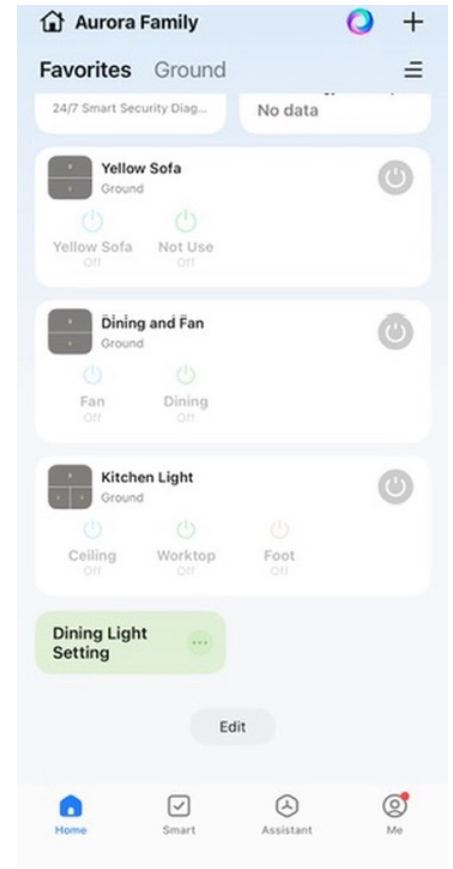 Aurora Family
Favorites Ground
24/7 Smart Security Diag...
No data
Yellow Sofa
Ground
Yellow Sofa Not Use
Off Off
Dining and Fan
Ground
Fan Dining
Off Off
Kitchen Light
Ground
Ceiling Worktop Foot
Off Off Off
Dining Light
Setting
Edit
Home Smart Assistant Me